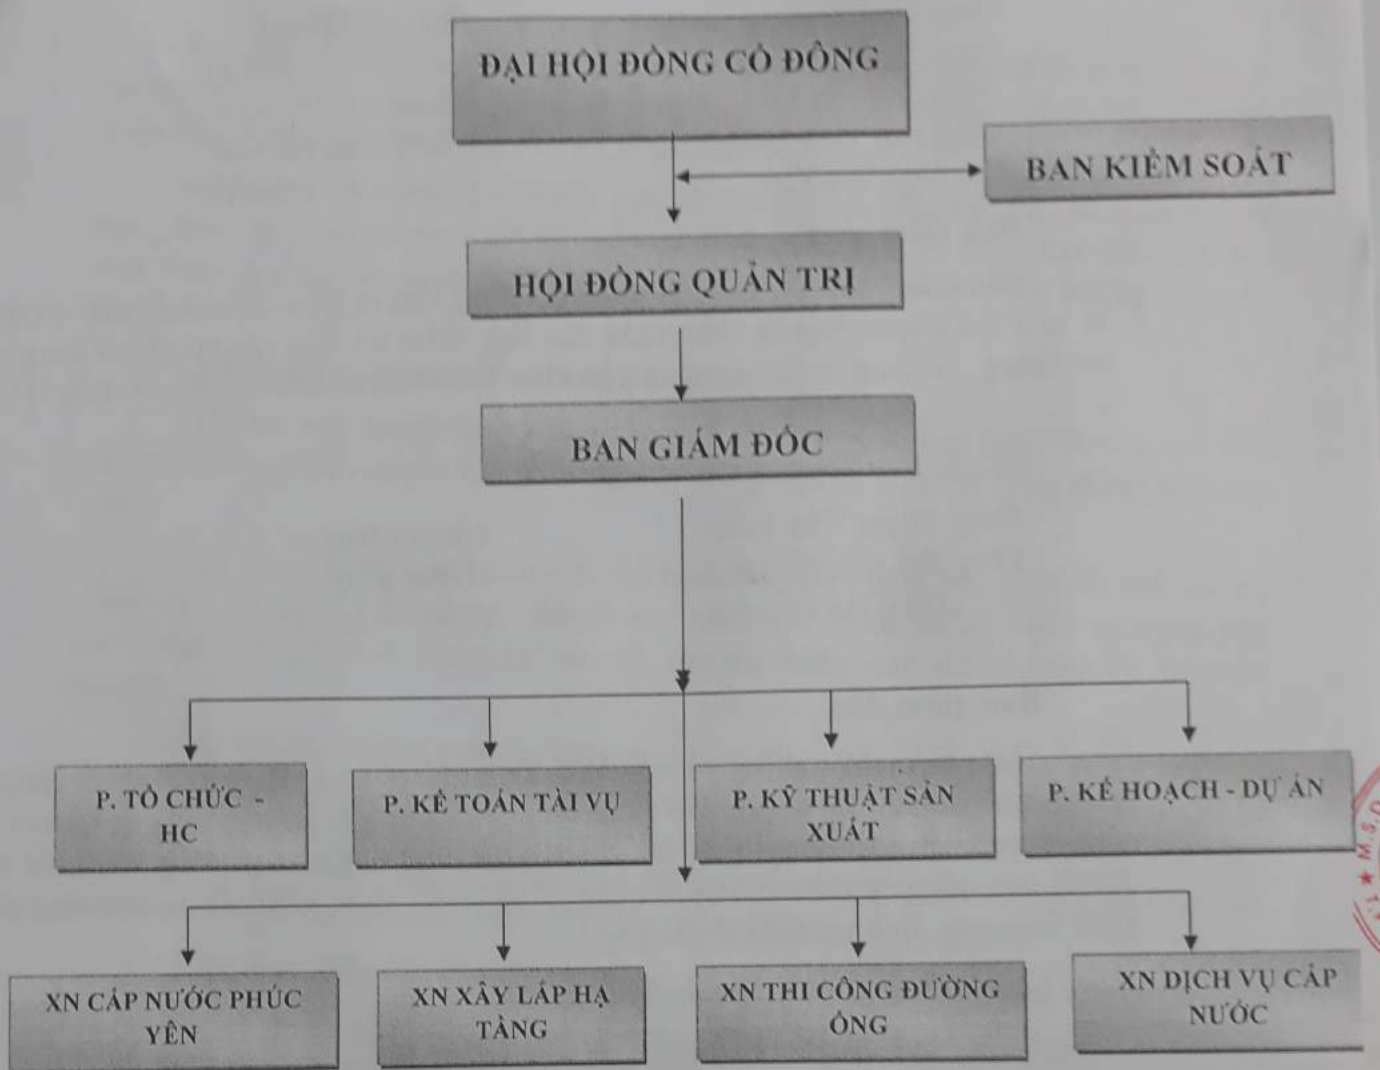 ĐẠI HỘI ĐỒNG CỔ ĐÔNG
BAN KIỂM SOÁT
HỘI ĐỒNG QUẢN TRỊ
BAN GIÁM ĐỐC
P. TỔ CHỨC -
HC
P. KẾ TOÁN TÀI VỤ
P. KỸ THUẬT SẢN
XUẤT
P. KẾ HOẠCH - DỰ ÁN
XN CẤP NƯỚC PHÚC
YÊN
XN XÂY LẮP HẠ
TẦNG
XN THI CÔNG ĐƯỜNG
ỐNG
XN DỊCH VỤ CẤP
NƯỚC